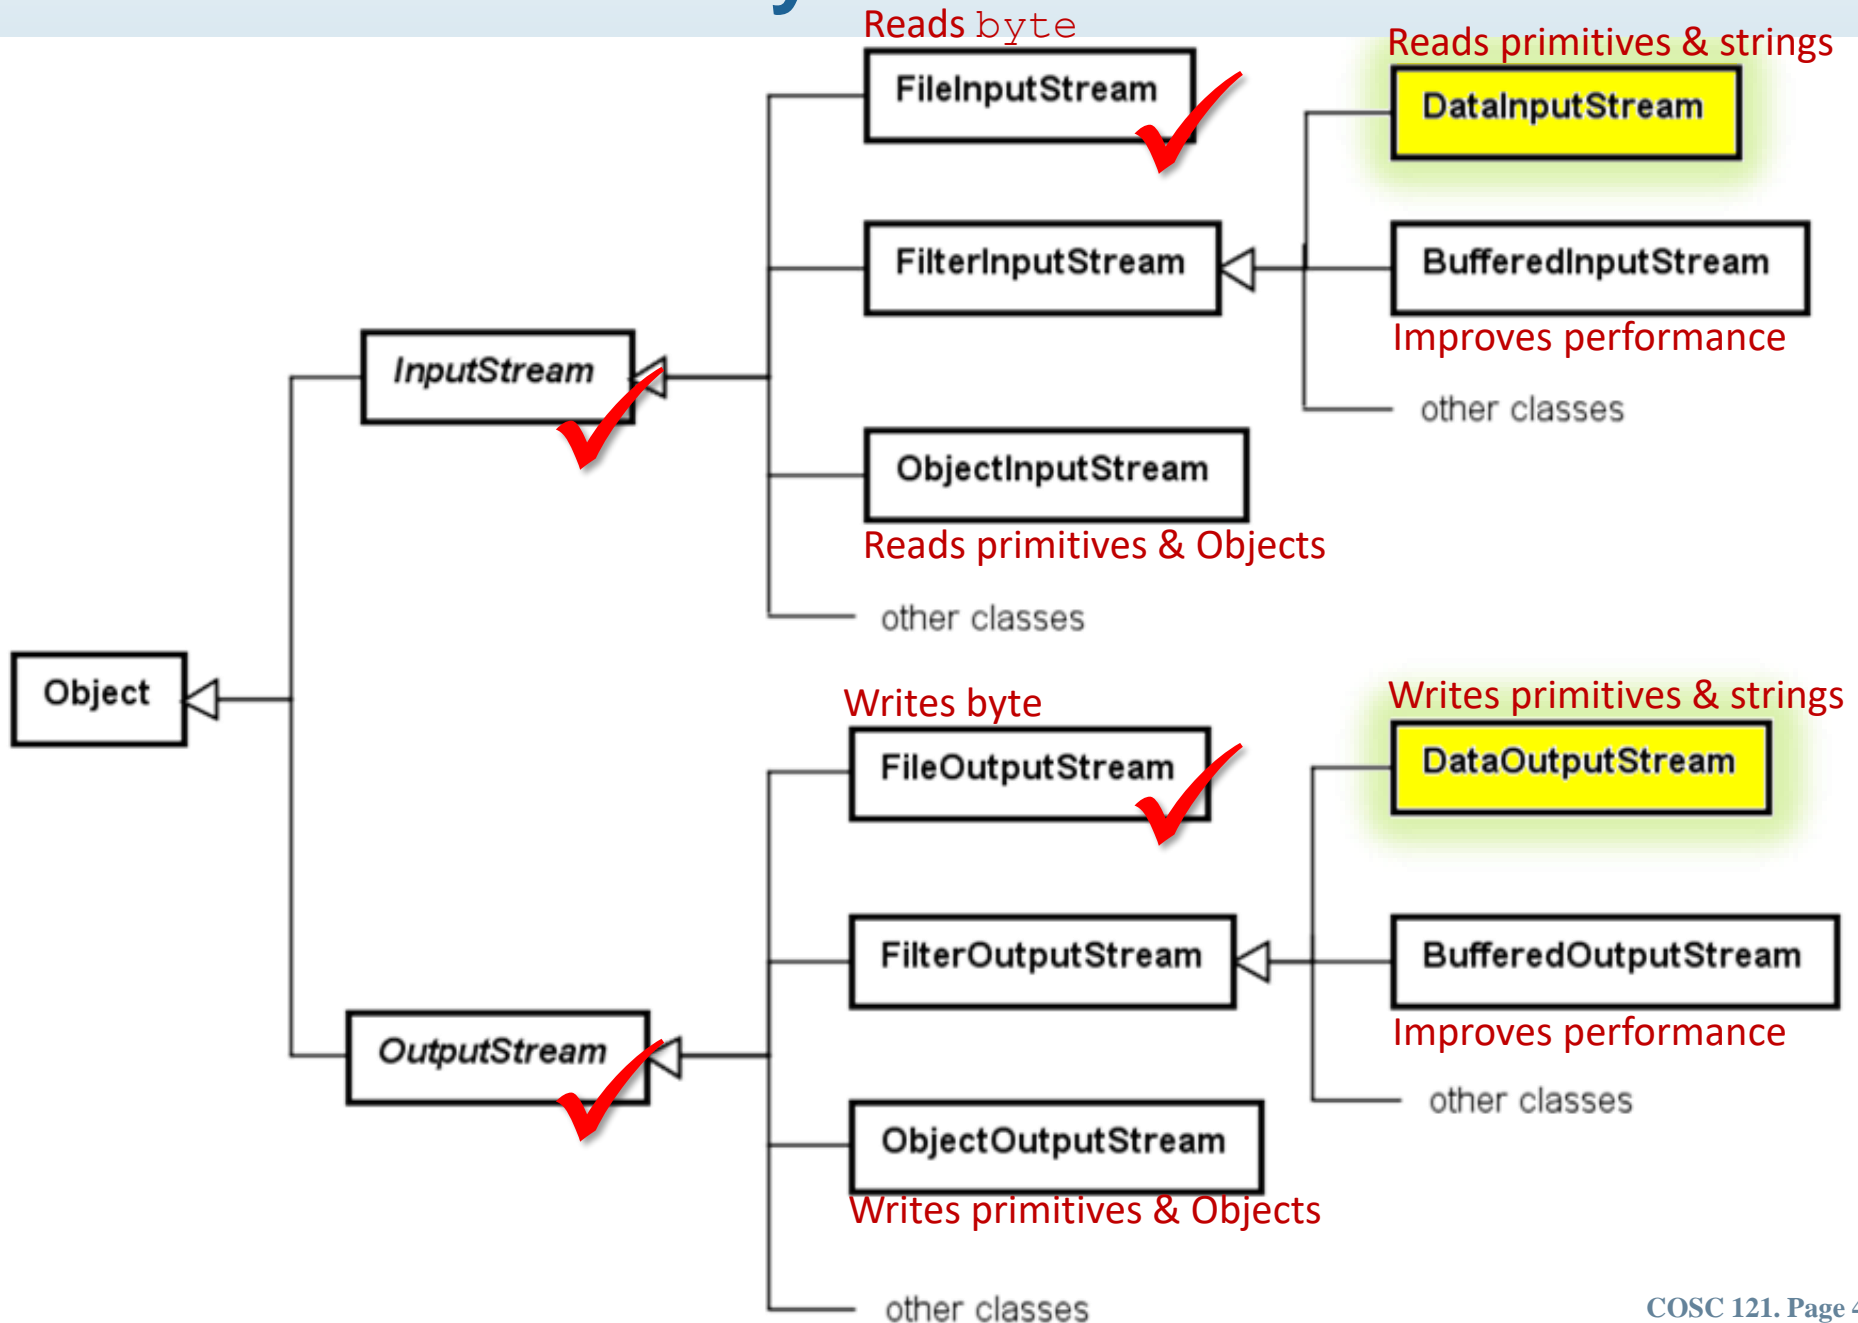 Reads byte
FileInputStream
Reads primitives & strings
DataInputStream
FilterInputStream
BufferedInputStream
Improves performance
InputStream
other classes
ObjectInputStream
Reads primitives & Objects
other classes
Object
Writes byte
FileOutputStream
Writes primitives & strings
DataOutputStream
FilterOutputStream
BufferedOutputStream
Improves performance
OutputStream
other classes
ObjectOutputStream
Writes primitives & Objects
other classes
COSC 121. Page 4